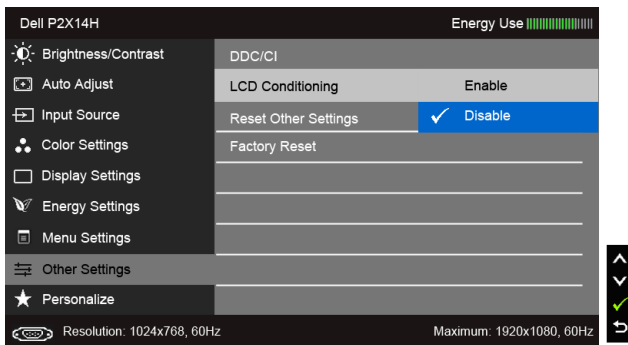 Dell P2X14H Energy Use
Brightness/Contrast DDC/CI
Auto Adjust LCD Conditioning Enable
Input Source Reset Other Settings Disable
Color Settings Factory Reset
Display Settings
Energy Settings
Menu Settings
Other Settings
Personalize
Resolution: 1024x768, 60Hz Maximum: 1920x1080, 60Hz